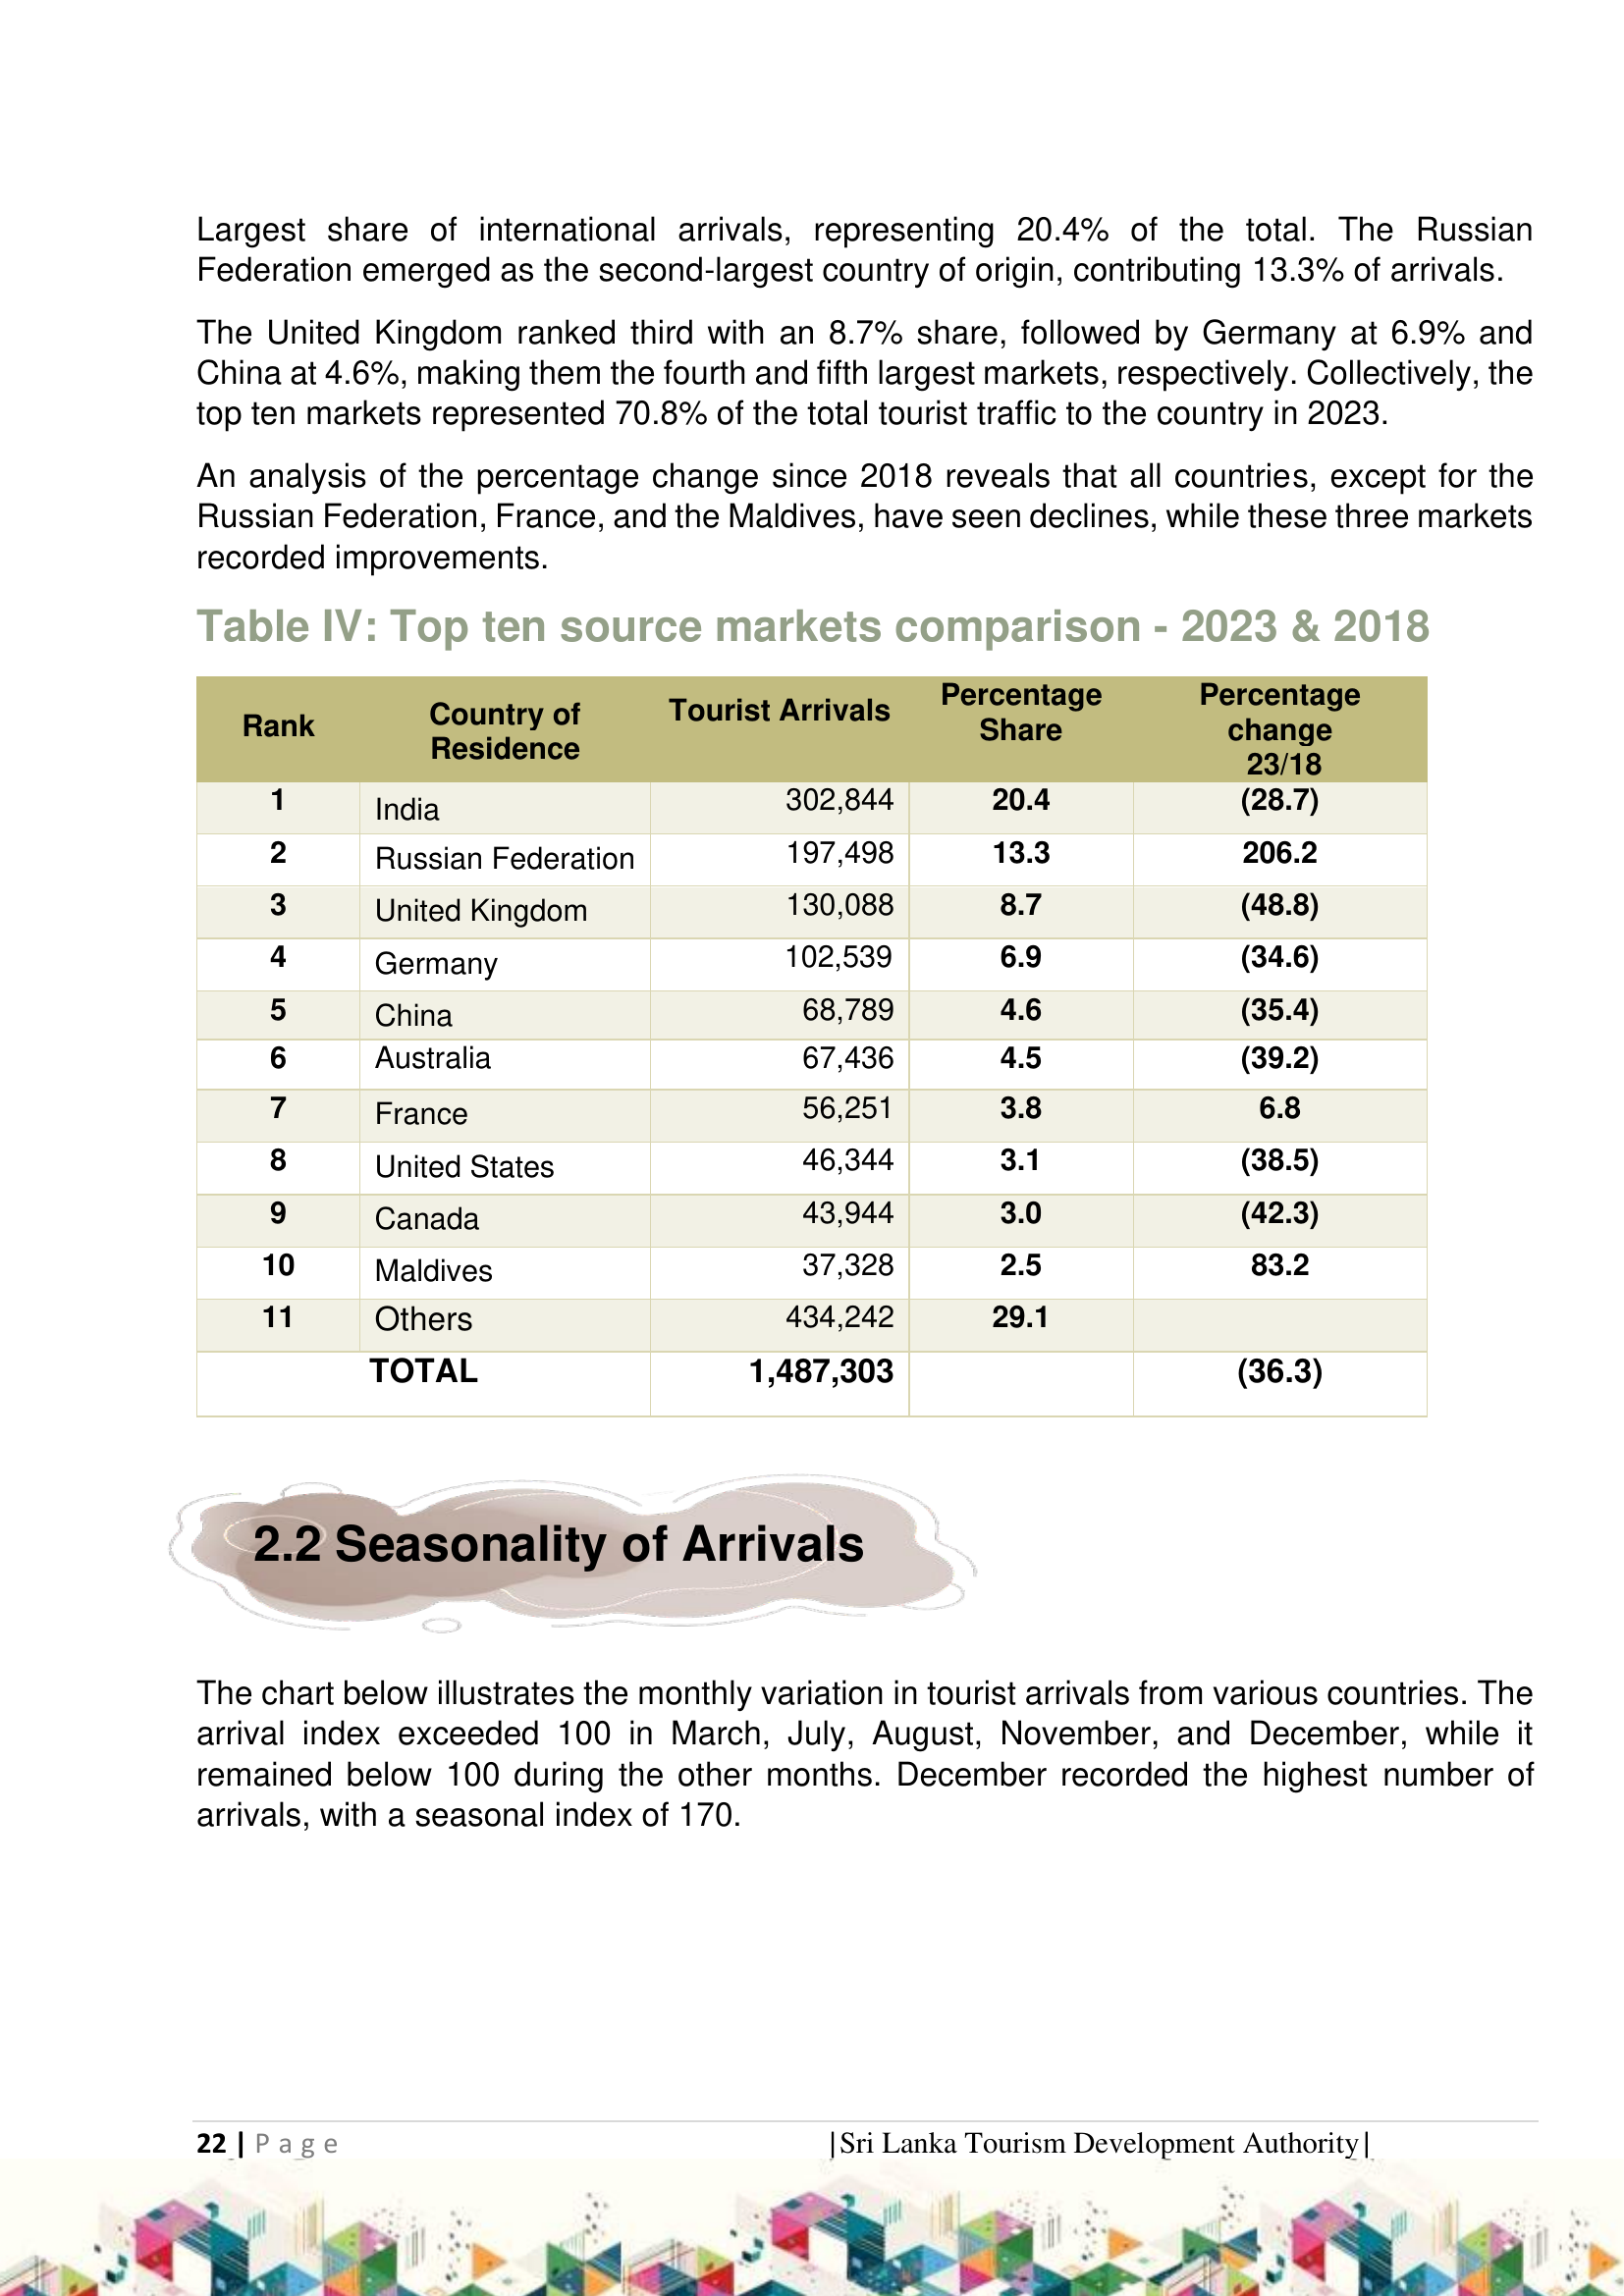 Largest share of international arrivals, representing 20.4% of the total. The Russian
Federation emerged as the second-largest country of origin, contributing 13.3% of arrivals.
The United Kingdom ranked third with an 8.7% share, followed by Germany at 6.9% and
China at 4.6%, making them the fourth and fifth largest markets, respectively. Collectively, the
top ten markets represented 70.8% of the total tourist traffic to the country in 2023.
An analysis of the percentage change since 2018 reveals that all countries, except for the
Russian Federation, France, and the Maldives, have seen declines, while these three markets
recorded improvements.
Table IV: Top ten source markets comparison - 2023 & 2018
Rank Country of Residence Tourist Arrivals Percentage Share Percentage change 23/18
1 India 302,844 20.4 (28.7)
2 Russian Federation 197,498 13.3 206.2
3 United Kingdom 130,088 8.7 (48.8)
4 Germany 102,539 6.9 (34.6)
5 China 68,789 4.6 (35.4)
6 Australia 67,436 4.5 (39.2)
7 France 56,251 3.8 6.8
8 United States 46,344 3.1 (38.5)
9 Canada 43,944 3.0 (42.3)
10 Maldives 37,328 2.5 83.2
11 Others 434,242 29.1
TOTAL 1,487,303 (36.3)
2.2 Seasonality of Arrivals
The chart below illustrates the monthly variation in tourist arrivals from various countries. The
arrival index exceeded 100 in March, July, August, November, and December, while it
remained below 100 during the other months. December recorded the highest number of
arrivals, with a seasonal index of 170.
22 | Page |Sri Lanka Tourism Development Authority|